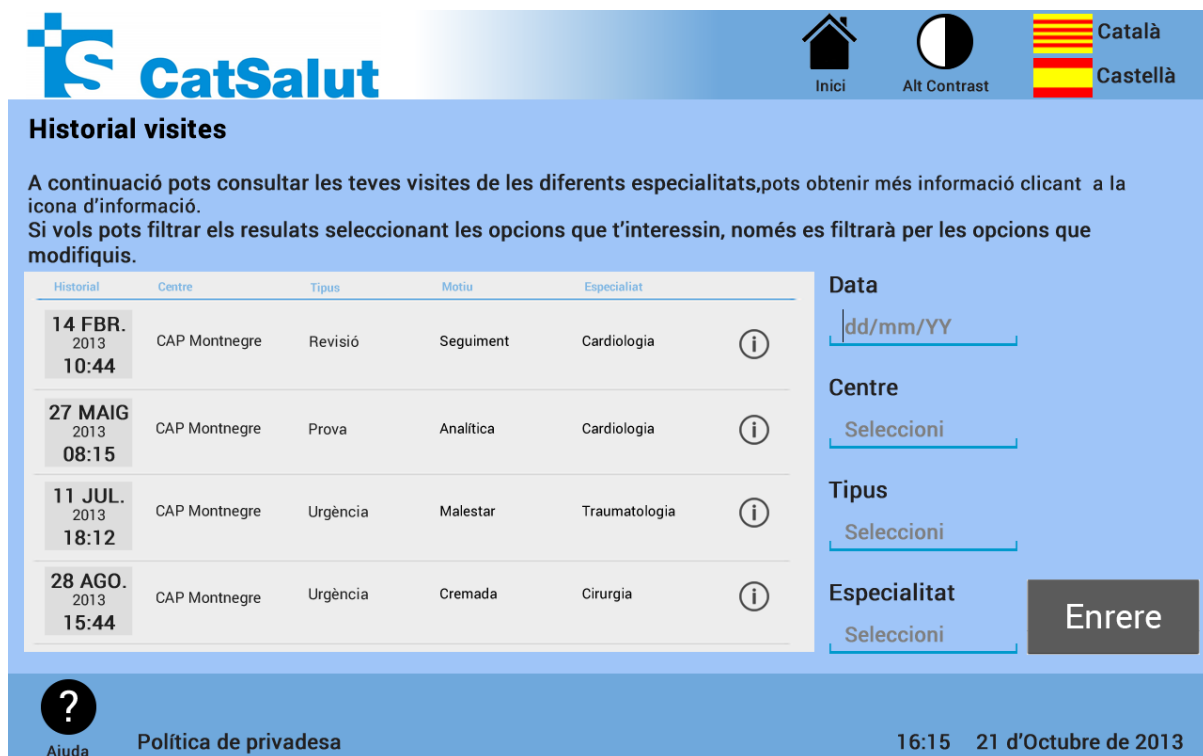 CatSalut
Inici
Alt Contrast
Català
Castellà
Historial visites
A continuació pots consultar les teves visites de les diferents especialitats,pots obtenir més informació clicant a la
icona d'informació.
Si vols pots filtrar els resulats seleccionant les opcions que t'interessin, només es filtrarà per les opcions que
modifiquis.
Historial Centre Tipus Motiu Especialiat
14 FBR.
2013
10:44
CAP Montnegre Revisió Seguiment Cardiologia i
27 MAIG
2013
08:15
CAP Montnegre Prova Analítica Cardiologia i
11 JUL.
2013
18:12
CAP Montnegre Urgència Malestar Traumatologia i
28 AGO.
2013
15:44
CAP Montnegre Urgència Cremada Cirurgia i
Data
dd/mm/YY
Centre
Seleccioni
Tipus
Seleccioni
Especialitat
Seleccioni
Enrere
?
Ajuda
Política de privadesa
16:15 21 d'Octubre de 2013